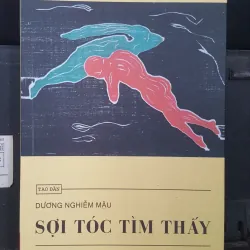 TAO ĐÀN
DƯƠNG NGHIỄM MẬU
SỢI TÓC TÌM THẤY